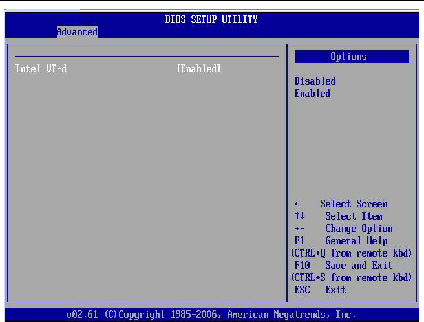 BIOS SETUP UTILITY
Advanced
Options
Intel VT-d [Enabled]
Disabled
Enabled
← Select Screen
↑↓ Select Item
+- Change Option
F1 General Help
(CTRL+Q from remote kbd)
F10 Save and Exit
(CTRL+S from remote kbd)
ESC Exit
v02.61 (C)Copyright 1985-2006, American Megatrends, Inc.